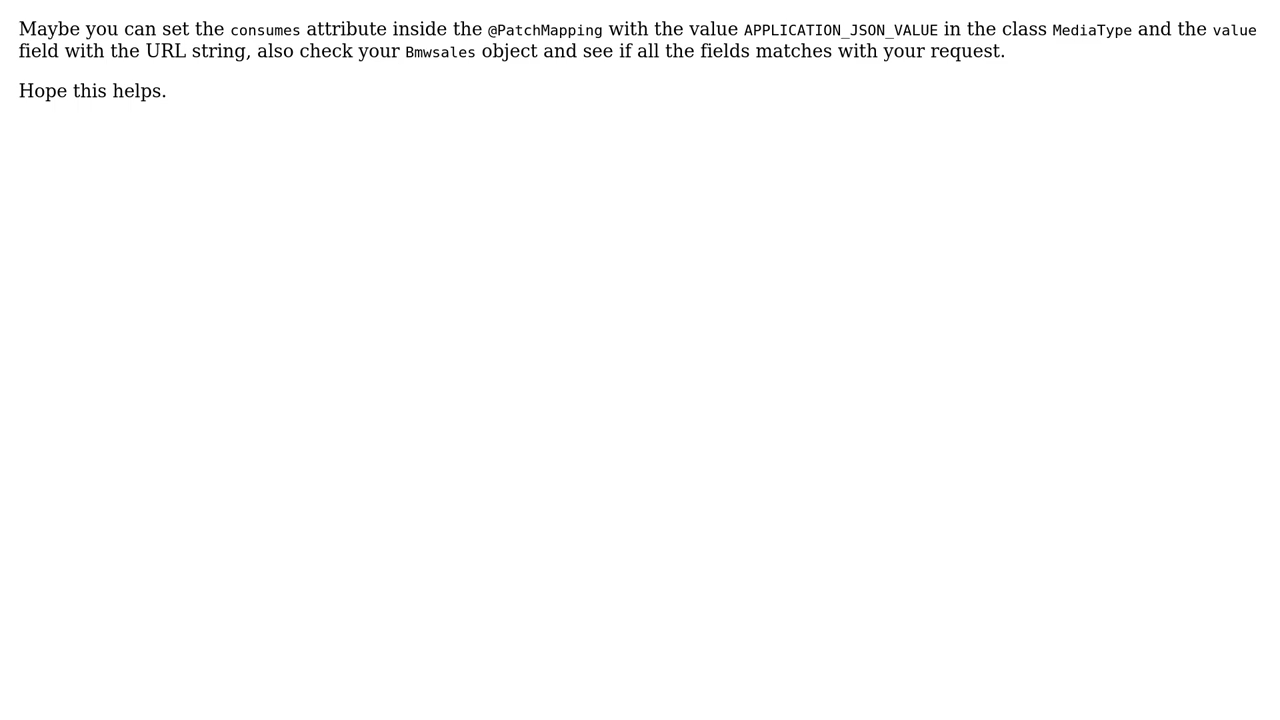 Maybe you can set the consumes attribute inside the @PatchMapping with the value APPLICATION_JSON_VALUE in the class MediaType and the value
field with the URL string, also check your Bmwsales object and see if all the fields matches with your request.
Hope this helps.